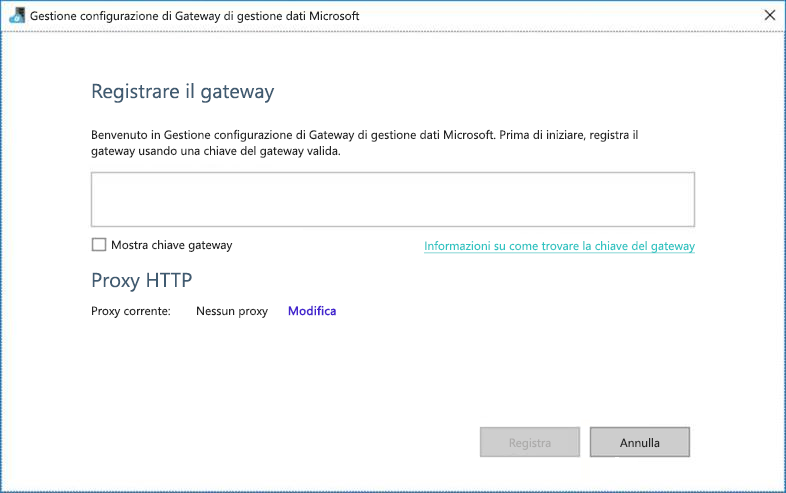 Gestione configurazione di Gateway di gestione dati Microsoft
Registrare il gateway
Benvenuto in Gestione configurazione di Gateway di gestione dati Microsoft. Prima di iniziare, registra il
gateway usando una chiave del gateway valida.
Mostra chiave gateway
Informazioni su come trovare la chiave del gateway
Proxy HTTP
Proxy corrente: Nessun proxy Modifica
Registra Annulla